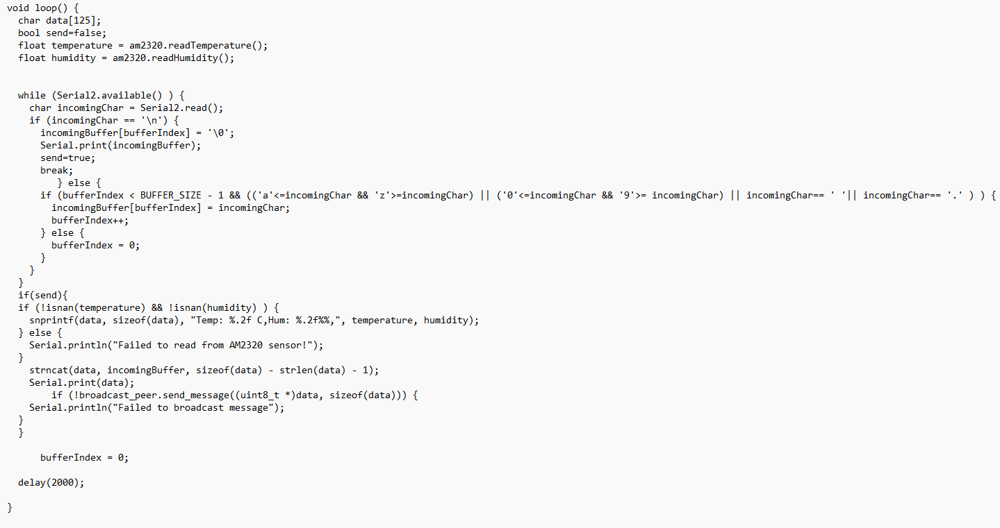 void loop() {
  char data[125];
  bool send=false;
  float temperature = am2320.readTemperature();
  float humidity = am2320.readHumidity();


  while (Serial2.available() ) {
    char incomingChar = Serial2.read();
    if (incomingChar == '\n') {
      incomingBuffer[bufferIndex] = '\0';
      Serial.print(incomingBuffer);
      send=true;
      break;
         } else {
      if (bufferIndex < BUFFER_SIZE - 1 && (('a'<=incomingChar && 'z'>=incomingChar) || ('0'<=incomingChar && '9'>= incomingChar) || incomingChar== ' '|| incomingChar== '.' ) ) {
        incomingBuffer[bufferIndex] = incomingChar;
        bufferIndex++;
      } else {
        bufferIndex = 0;
      }
    }
  }
  if(send){
  if (!isnan(temperature) && !isnan(humidity) ) {
    snprintf(data, sizeof(data), "Temp: %.2f C,Hum: %.2f%%,", temperature, humidity);
  } else {
    Serial.println("Failed to read from AM2320 sensor!");
  }
    strncat(data, incomingBuffer, sizeof(data) - strlen(data) - 1);
    Serial.print(data);
        if (!broadcast_peer.send_message((uint8_t *)data, sizeof(data))) {
    Serial.println("Failed to broadcast message");
  }
  }

      bufferIndex = 0;

  delay(2000);

}